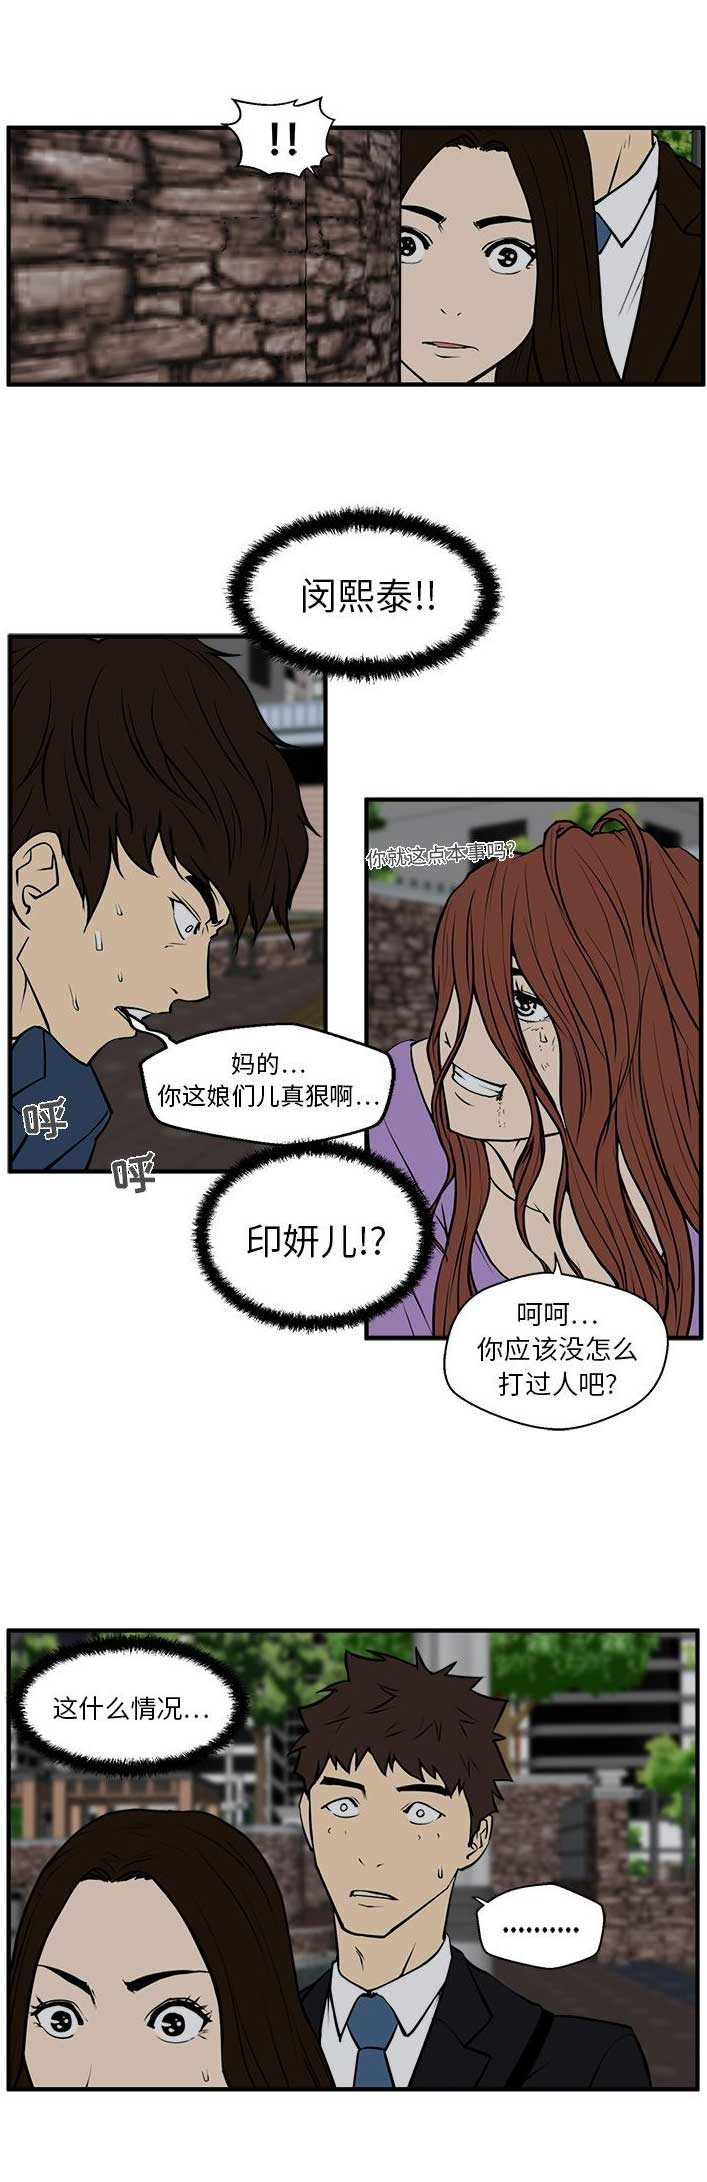 !!
闵熙泰!!
你就这点本事吗?
妈的...
你这娘们儿真狠啊...
呼
呼
印妍儿!?
呵呵...
你应该没怎么
打过人吧?
这什么情况...
...........